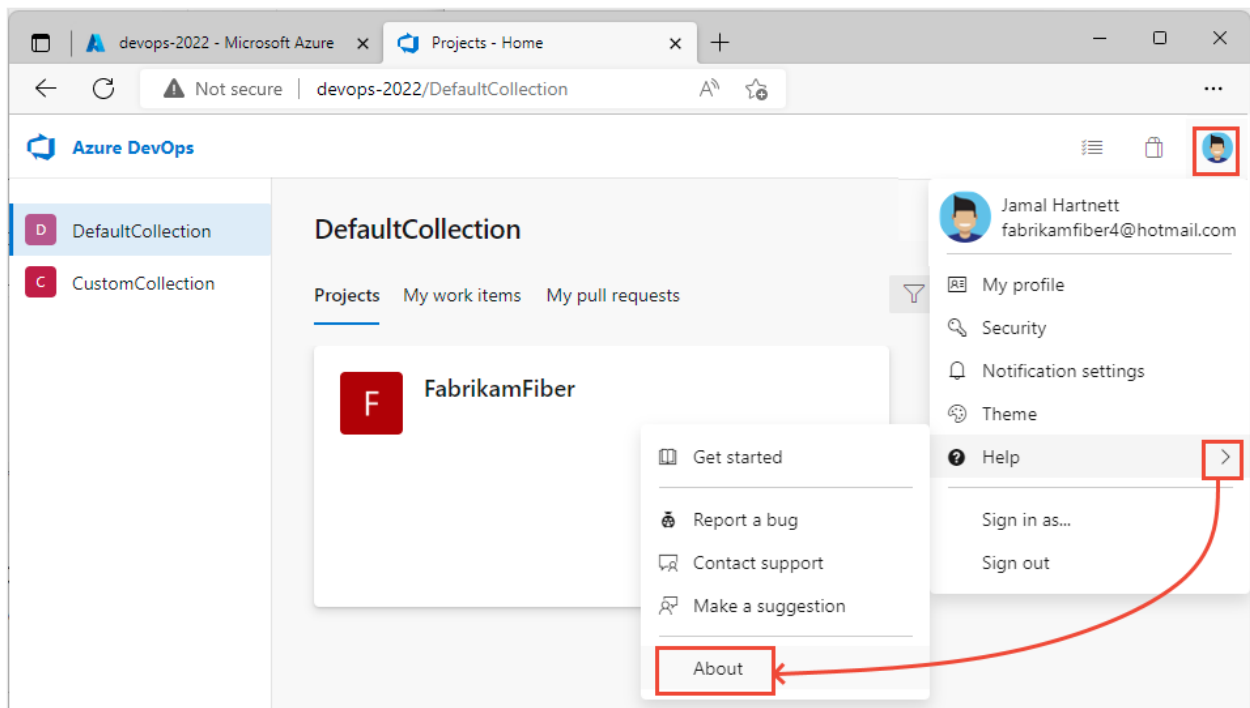 devops-2022 - Microsoft Azure
Projects - Home
Not secure
devops-2022/DefaultCollection
Azure DevOps
D
DefaultCollection
C
CustomCollection
DefaultCollection
Projects
My work items
My pull requests
F
FabrikamFiber
Jamal Hartnett
fabrikamfiber4@hotmail.com
My profile
Security
Notification settings
Theme
Help
Sign in as...
Sign out
Get started
Report a bug
Contact support
Make a suggestion
About